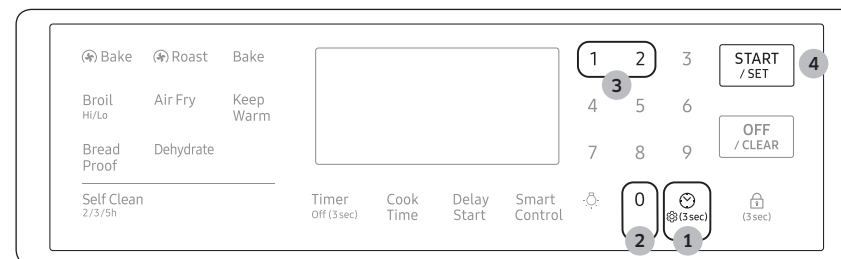 Bake Roast Bake
1 2 3 START
/ SET 4
3
Broil Air Fry Keep
Hi/Lo Warm
4 5 6
OFF
/ CLEAR
Bread Dehydrate
Proof
7 8 9
Self Clean
2/3/5h
Timer Cook Delay Smart
Off (3 sec) Time Start Control
0
(3 sec) (3 sec)
2 1